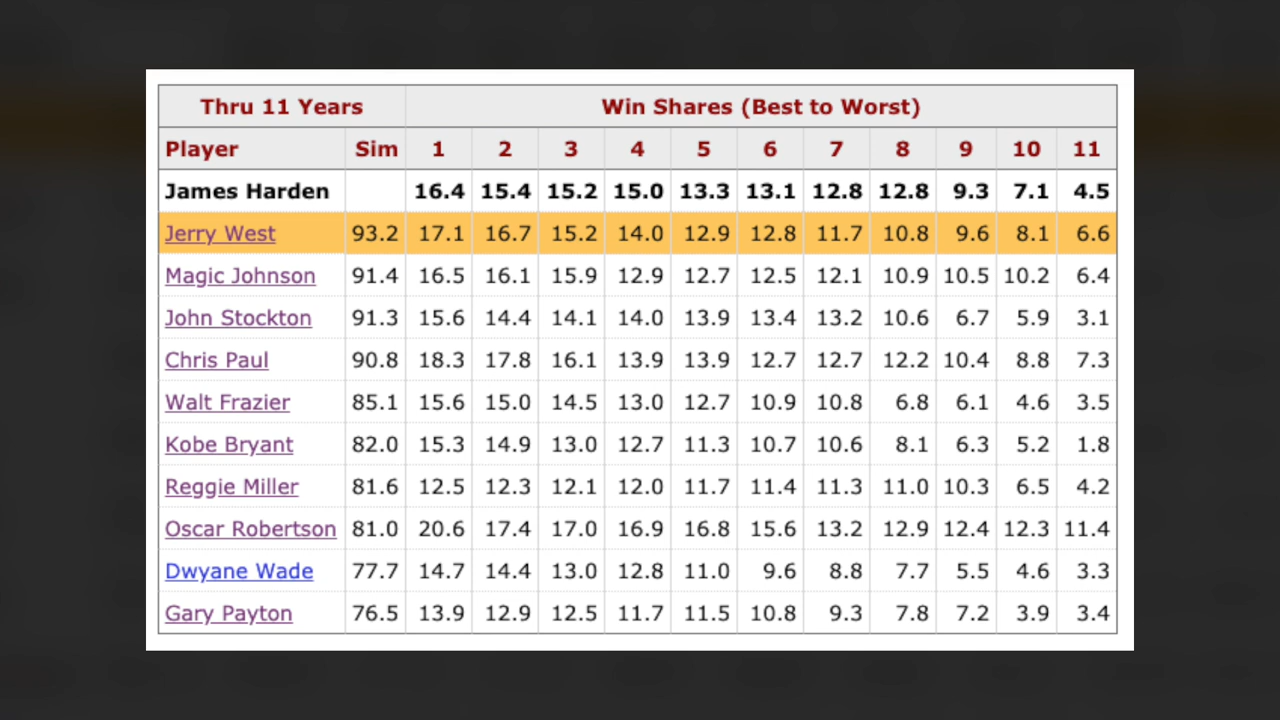 Thru 11 Years Win Shares (Best to Worst)
Player Sim 1 2 3 4 5 6 7 8 9 10 11
James Harden 16.4 15.4 15.2 15.0 13.3 13.1 12.8 12.8 9.3 7.1 4.5
Jerry West 93.2 17.1 16.7 15.2 14.0 12.9 12.8 11.7 10.8 9.6 8.1 6.6
Magic Johnson 91.4 16.5 16.1 15.9 12.9 12.7 12.5 12.1 10.9 10.5 10.2 6.4
John Stockton 91.3 15.6 14.4 14.1 14.0 13.9 13.4 13.2 10.6 6.7 5.9 3.1
Chris Paul 90.8 18.3 17.8 16.1 13.9 13.9 12.7 12.7 12.2 10.4 8.8 7.3
Walt Frazier 85.1 15.6 15.0 14.5 13.0 12.7 10.9 10.8 6.8 6.1 4.6 3.5
Kobe Bryant 82.0 15.3 14.9 13.0 12.7 11.3 10.7 10.6 8.1 6.3 5.2 1.8
Reggie Miller 81.6 12.5 12.3 12.1 12.0 11.7 11.4 11.3 11.0 10.3 6.5 4.2
Oscar Robertson 81.0 20.6 17.4 17.0 16.9 16.8 15.6 13.2 12.9 12.4 12.3 11.4
Dwyane Wade 77.7 14.7 14.4 13.0 12.8 11.0 9.6 8.8 7.7 5.5 4.6 3.3
Gary Payton 76.5 13.9 12.9 12.5 11.7 11.5 10.8 9.3 7.8 7.2 3.9 3.4